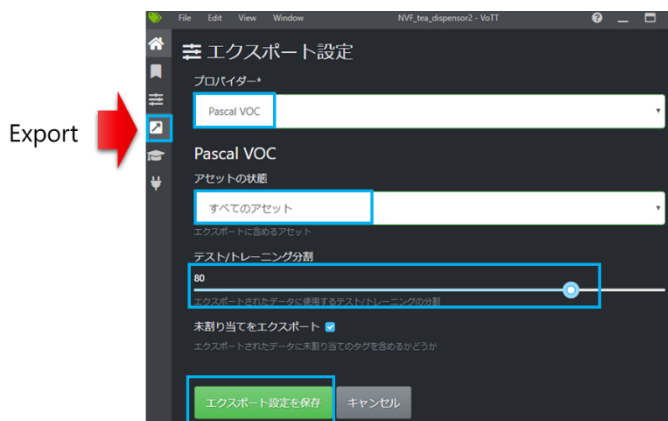 File Edit View Window NVF_tea_dispensor2 - VoTT
エクスポート設定
プロバイダー*
Pascal VOC
Export
Pascal VOC
アセットの状態
すべてのアセット
エクスポートに含めるアセット
テスト/トレーニング分割
80
エクスポートされたデータに使用するテスト/トレーニングの分割
未割り当てをエクスポート
エクスポートされたデータに未割り当てのタグを含めるかどうか
エクスポート設定を保存 キャンセル